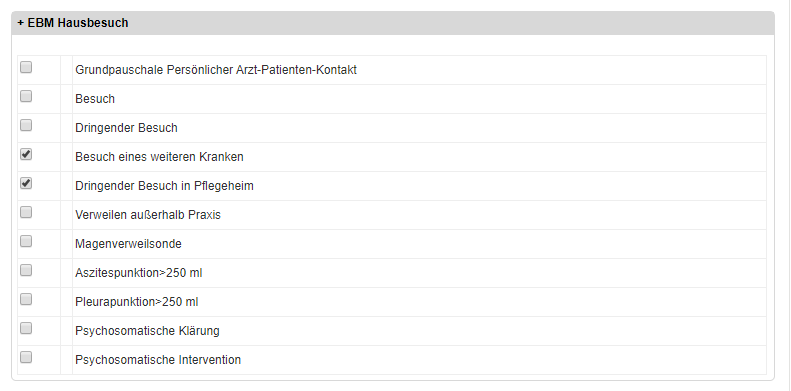 + EBM Hausbesuch
Grundpauschale Persönlicher Arzt-Patienten-Kontakt
Besuch
Dringender Besuch
Besuch eines weiteren Kranken
Dringender Besuch in Pflegeheim
Verweilen außerhalb Praxis
Magenverweilsonde
Aszitespunktion>250 ml
Pleurapunktion>250 ml
Psychosomatische Klärung
Psychosomatische Intervention